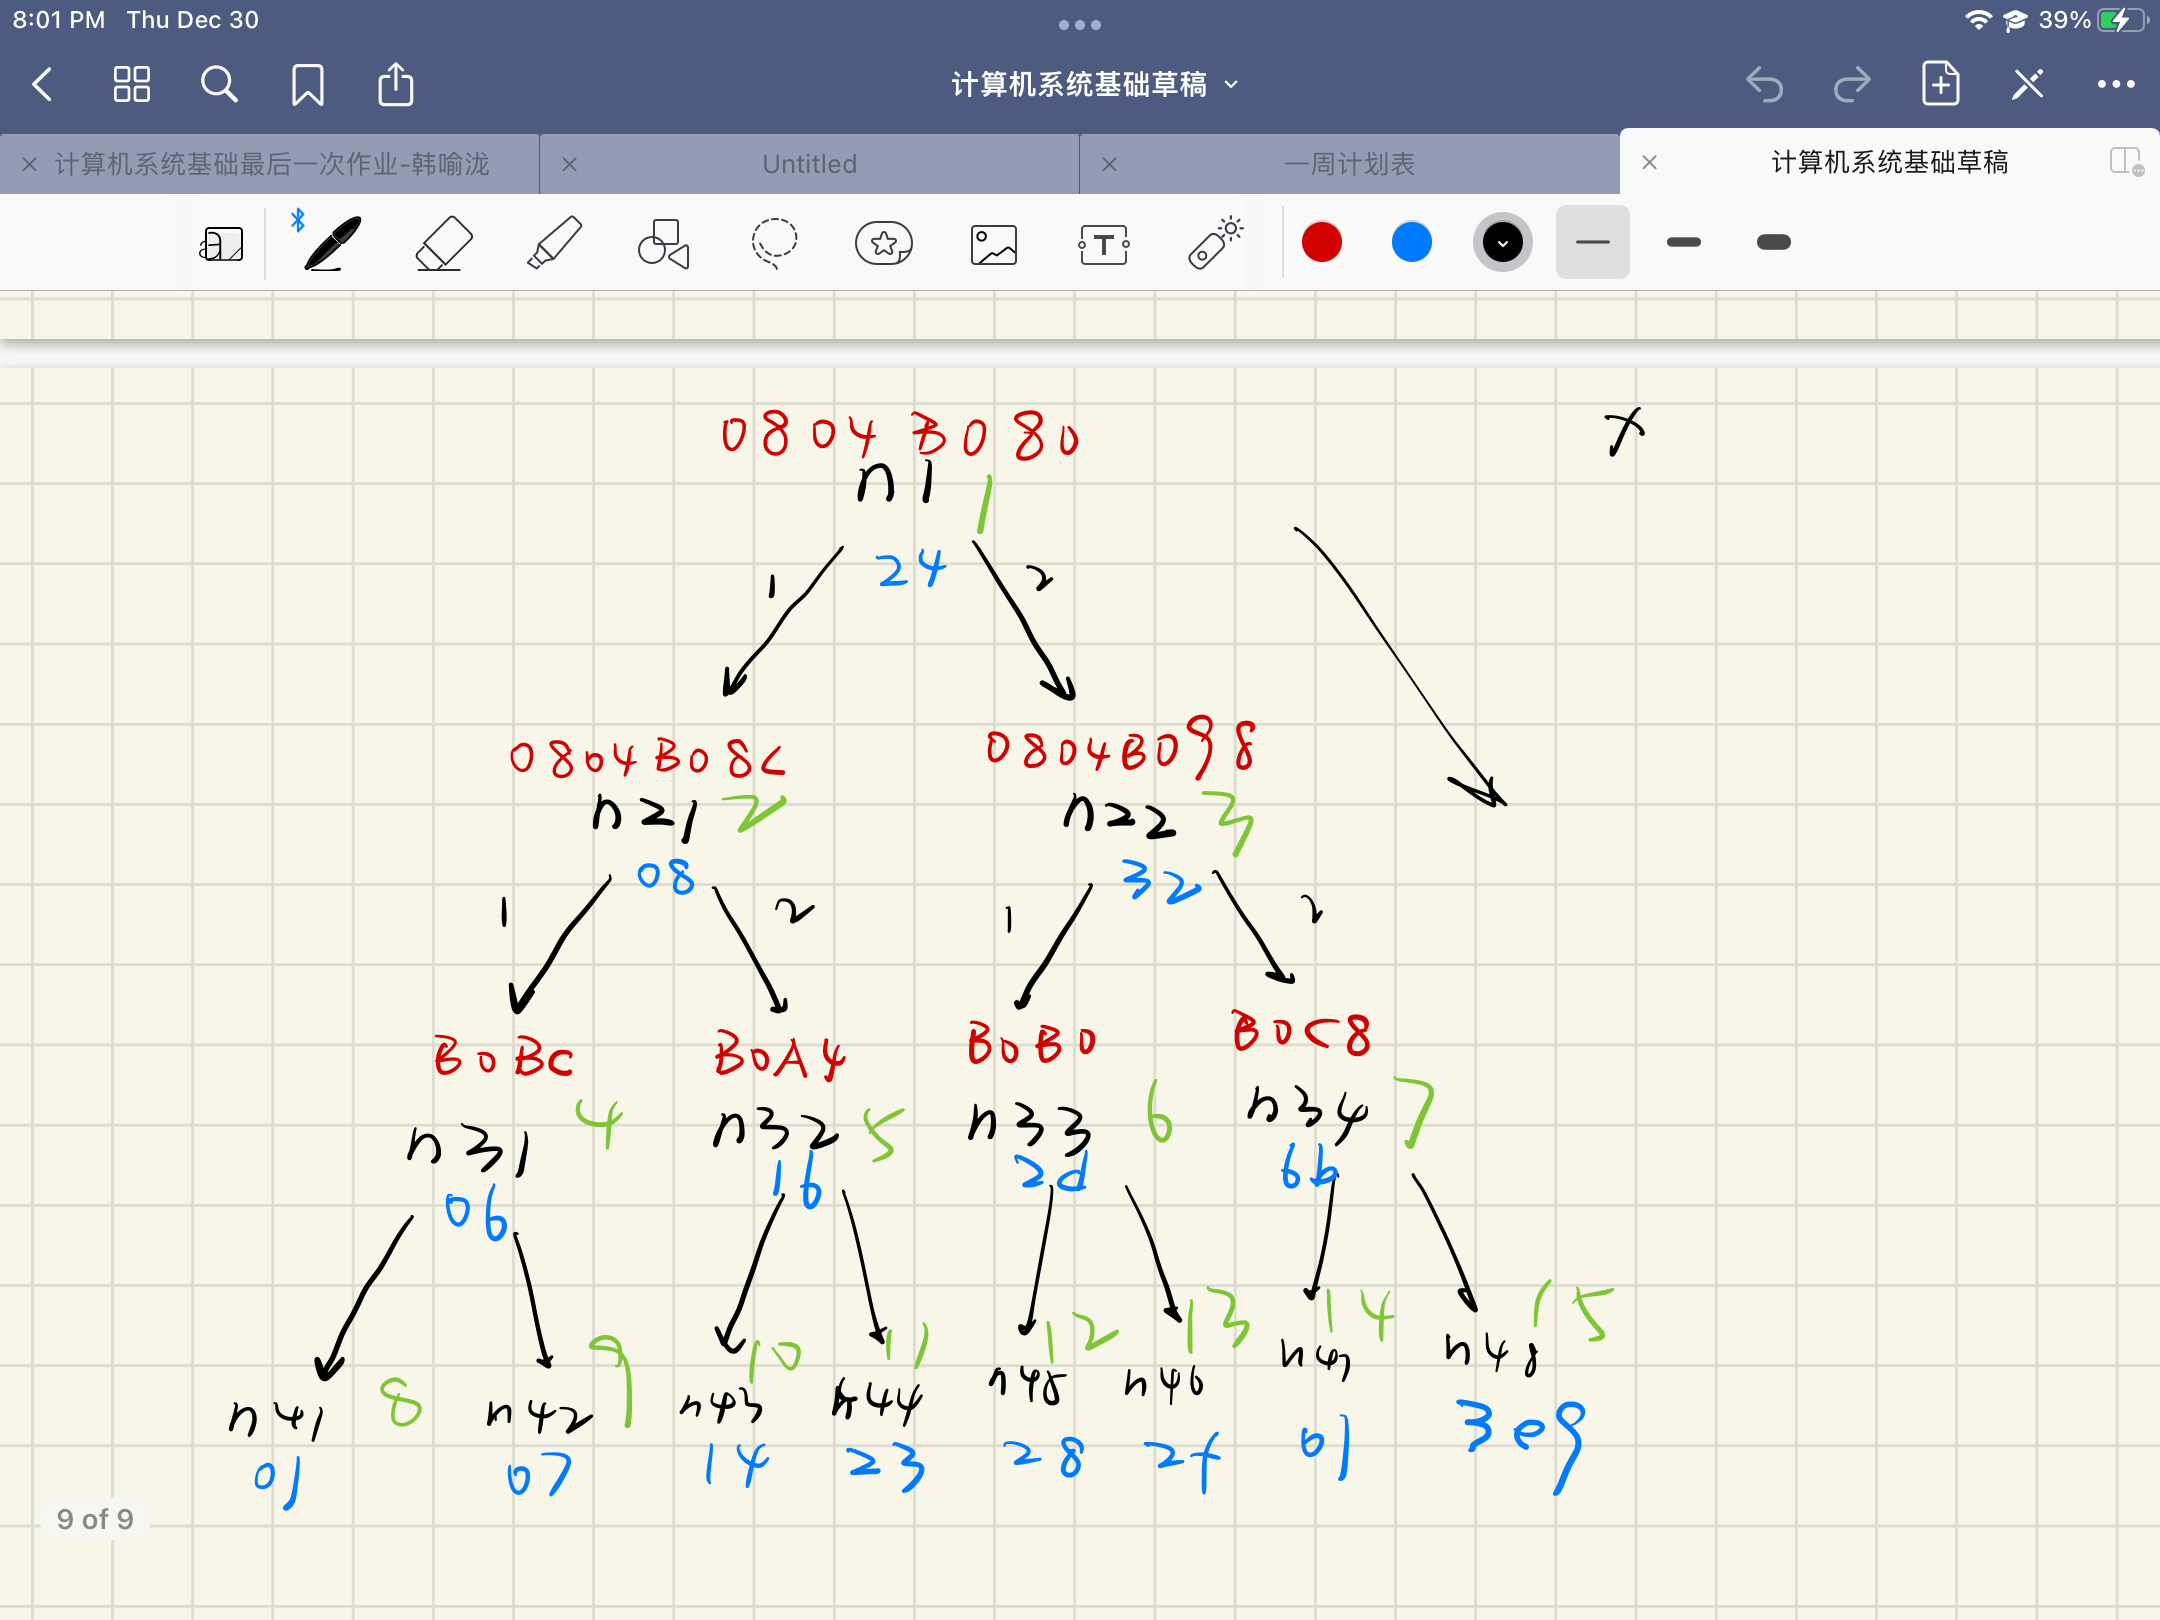 8:01 PM Thu Dec 30
39%
计算机系统基础草稿
计算机系统基础最后一次作业-韩喻泷
Untitled
一周计划表
计算机系统基础草稿
T
0804B080
n1 1
24
1 2
0804B08C 0804B098
n21 2 n22 3
08 32
1 2 1 2
B0BC B0A4 B0B0 B0C8
n31 4 n32 5 n33 6 n34 7
06 16 2d 6b
n41 8 n42 9 n43 10 n44 11 n45 12 n46 13 n47 14 n48 15
01 07 14 23 28 2f 01 3e9
9 of 9